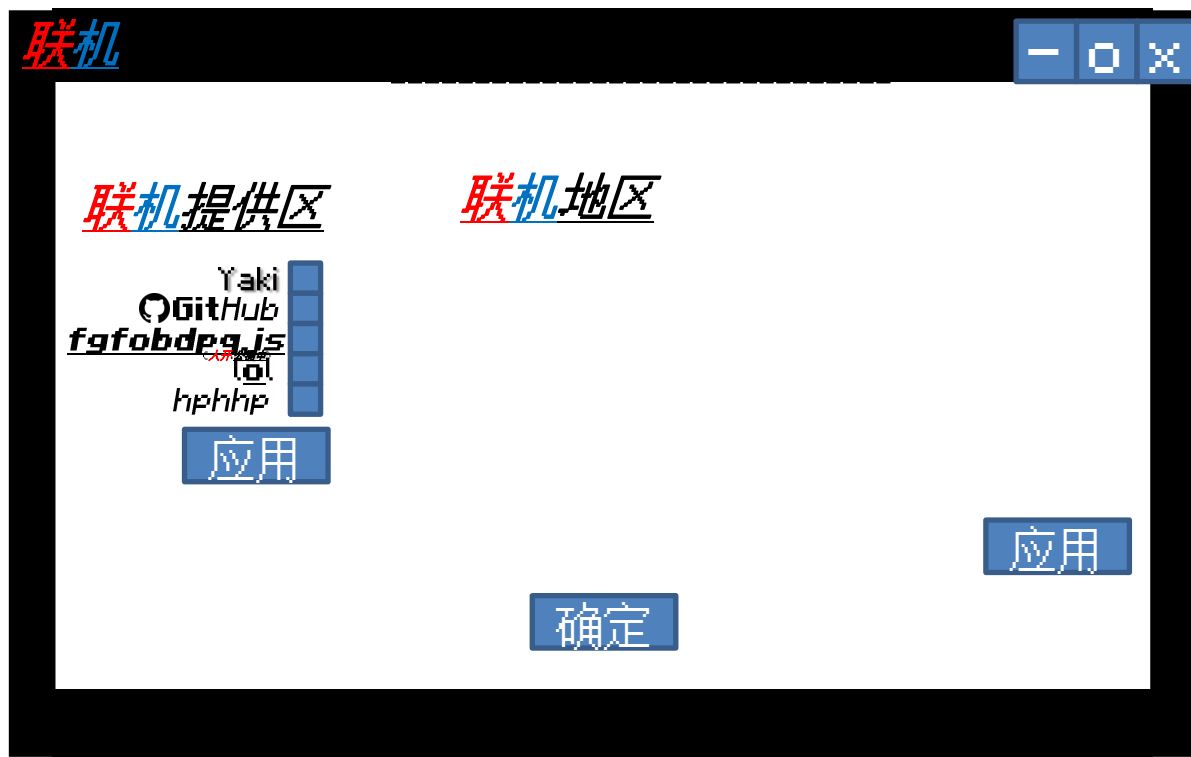 联机
— o x
联机提供区
联机地区
Yaki
GitHub
fgfobdpq.js
(o(
hphhp
应用
应用
确定